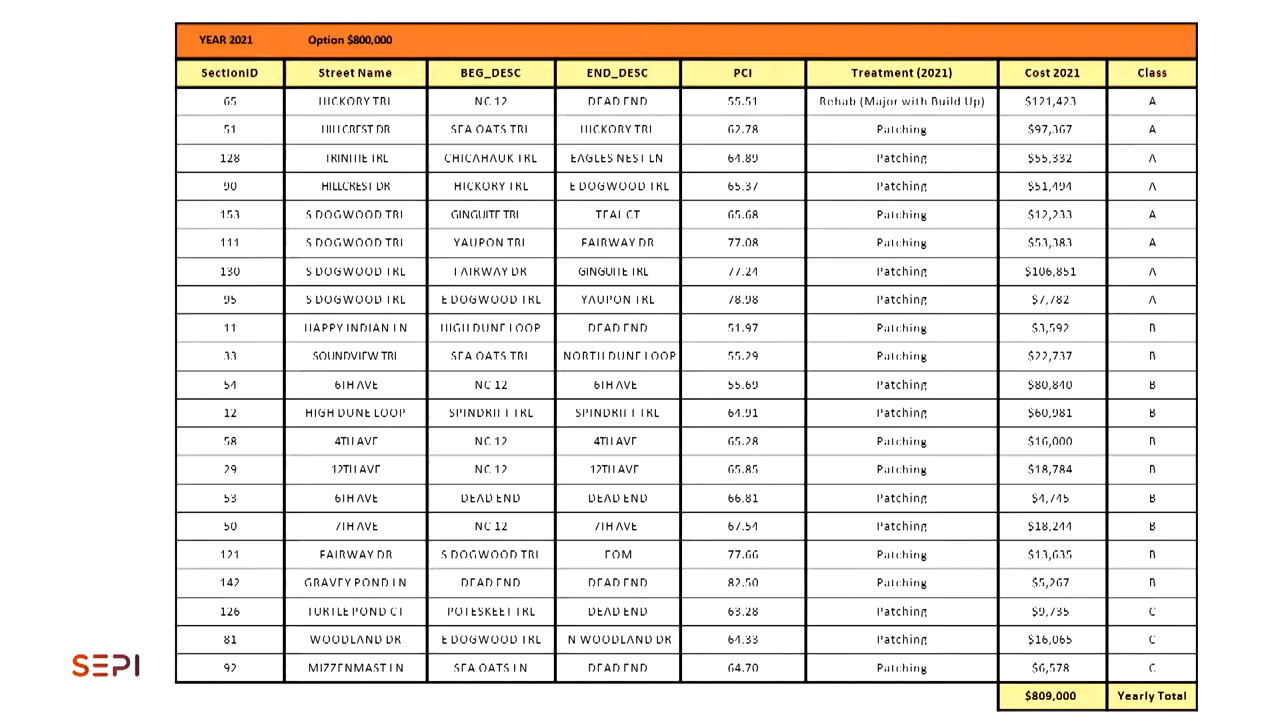 YEAR 2021 Option $800,000
SectionID Street Name BEG_DESC END_DESC PCI Treatment (2021) Cost 2021 Class
65 HICKORY TRL NC 12 DEAD END 55.51 Rehab (Major with Build Up) $121,423 A
51 HILLCREST DR SEA OATS TRL HICKORY TRL 62.78 Patching $97,367 A
128 TRINITIE TRL CHICAHAUK TRL EAGLES NEST LN 64.89 Patching $55,332 A
90 HILLCREST DR HICKORY TRL E DOGWOOD TRL 65.37 Patching $51,494 A
153 S DOGWOOD TRL GINGUITE TRL TEAL CT 65.68 Patching $12,233 A
111 S DOGWOOD TRL YAUPON TRL FAIRWAY DR 77.08 Patching $53,383 A
130 S DOGWOOD TRL FAIRWAY DR GINGUITE TRL 77.24 Patching $106,851 A
95 S DOGWOOD TRL E DOGWOOD TRL YAUPON TRL 78.98 Patching $7,782 A
11 HAPPY INDIAN LN HIGH DUNE LOOP DEAD END 51.97 Patching $3,592 B
33 SOUNDVIEW TRL SEA OATS TRL NORTH DUNE LOOP 55.29 Patching $22,737 B
54 6TH AVE NC 12 6TH AVE 55.69 Patching $80,840 B
12 HIGH DUNE LOOP SPINDRIFT TRL SPINDRIFT TRL 64.91 Patching $60,981 B
58 4TH AVE NC 12 4TH AVE 65.28 Patching $16,000 B
29 12TH AVE NC 12 12TH AVE 65.85 Patching $18,784 B
53 6TH AVE DEAD END DEAD END 66.81 Patching $4,745 B
50 7TH AVE NC 12 7TH AVE 67.54 Patching $18,244 B
121 FAIRWAY DR S DOGWOOD TRL EOM 77.66 Patching $13,635 B
142 GRAVEY POND LN DEAD END DEAD END 82.50 Patching $5,267 B
126 TURTLE POND CT POTESKEET TRL DEAD END 63.28 Patching $9,735 C
81 WOODLAND DR E DOGWOOD TRL N WOODLAND DR 64.33 Patching $16,065 C
92 MIZZENMAST LN SEA OATS LN DEAD END 64.70 Patching $6,578 C
$809,000 Yearly Total
SEPI